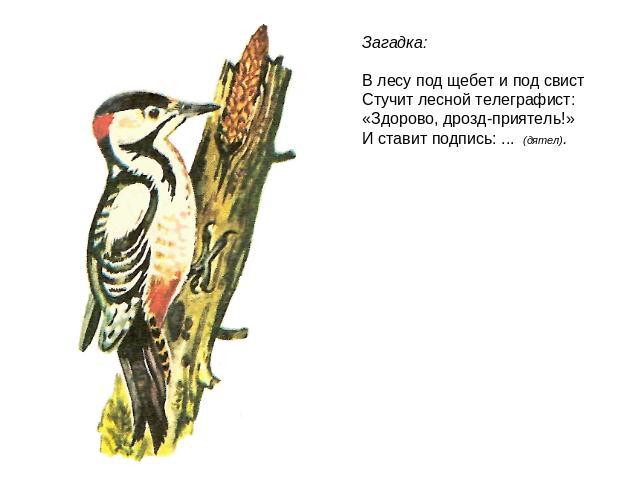 Загадка:
В лесу под щебет и под свист
Стучит лесной телеграфист:
«Здорово, дрозд-приятель!»
И ставит подпись: ... (дятел).